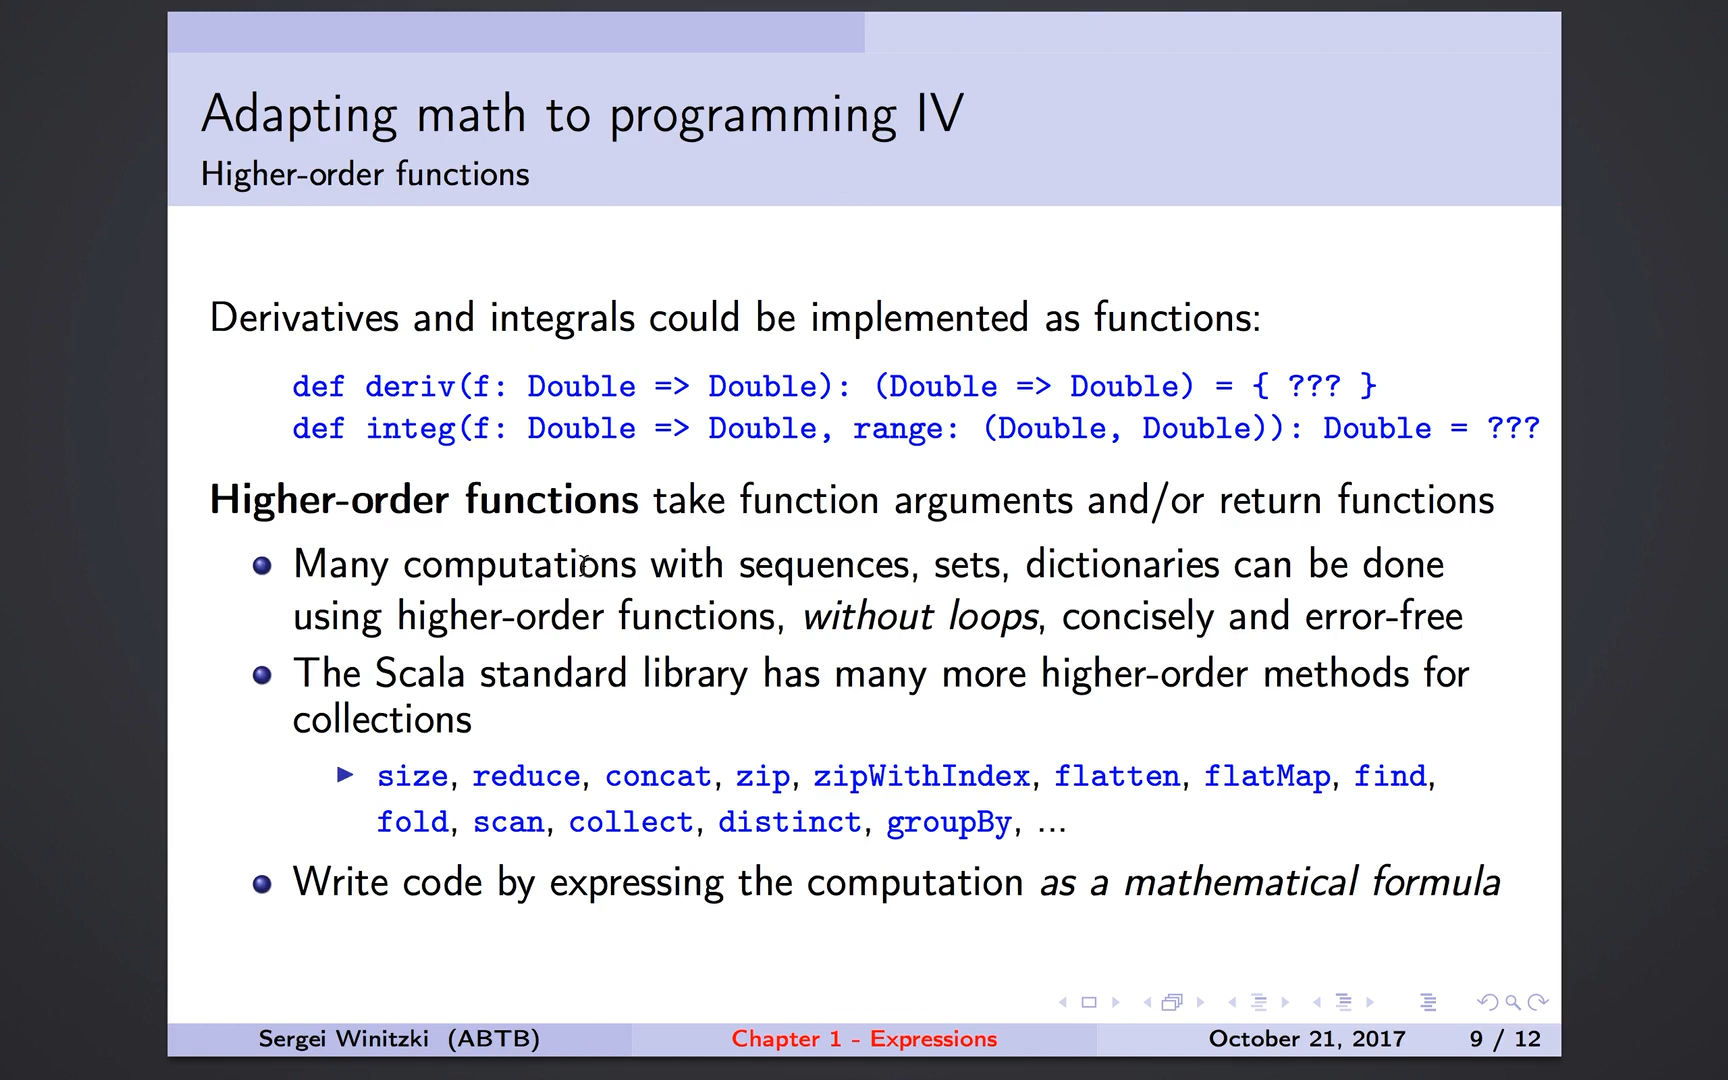 Adapting math to programming IV
Higher-order functions
Derivatives and integrals could be implemented as functions:
def deriv(f: Double => Double): (Double => Double) = { ??? }
def integ(f: Double => Double, range: (Double, Double)): Double = ???
Higher-order functions take function arguments and/or return functions
Many computations with sequences, sets, dictionaries can be done
using higher-order functions, without loops, concisely and error-free
The Scala standard library has many more higher-order methods for
collections
size, reduce, concat, zip, zipWithIndex, flatten, flatMap, find,
fold, scan, collect, distinct, groupBy, ...
Write code by expressing the computation as a mathematical formula
Sergei Winitzki (ABTB) Chapter 1 - Expressions October 21, 2017 9 / 12